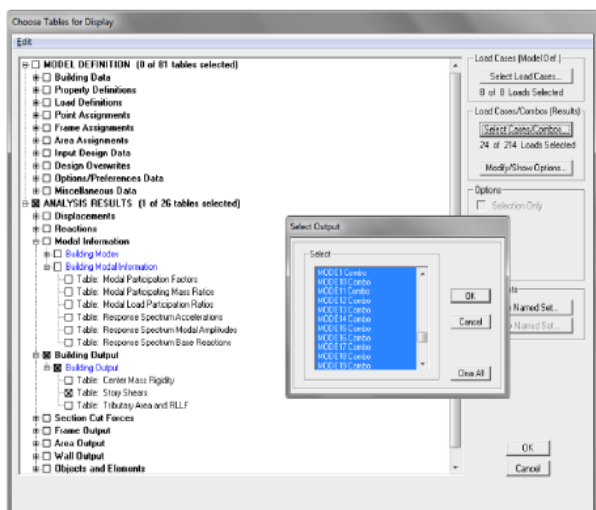 Choose Tables for Display
Edit
MODEL DEFINITION (0 of 81 tables selected)
Building Data
Property Definitions
Load Definitions
Point Assignments
Frame Assignments
Area Assignments
Input Design Data
Design Overwrites
Options/Preferences Data
Miscellaneous Data
ANALYSIS RESULTS (1 of 26 tables selected)
Displacements
Reactions
Modal Information
Building Modes
Building Modal Information
Table: Modal Participation Factors
Table: Modal Participating Mass Ratios
Table: Modal Load Participation Ratios
Table: Response Spectrum Accelerations
Table: Response Spectrum Modal Amplitudes
Table: Response Spectrum Base Reactions
Building Output
Building Output
Table: Center Mass Rigidity
Table: Story Shears
Table: Tributary Area and RLLF
Section Cut Forces
Frame Output
Area Output
Wall Output
Objects and Elements
Load Cases (Model Def.)
Select Load Cases...
8 of 8 Loads Selected
Load Cases/Combos (Results)
Select Cases/Combos...
24 of 214 Loads Selected
Modify/Show Options...
Options
Selection Only
Named Set...
Named Set...
OK
Cancel
Select Output
Select
MODE1 Combo
MODE10 Combo
MODE11 Combo
MODE12 Combo
MODE13 Combo
MODE14 Combo
MODE15 Combo
MODE16 Combo
MODE17 Combo
MODE18 Combo
MODE19 Combo
OK
Cancel
Clear All